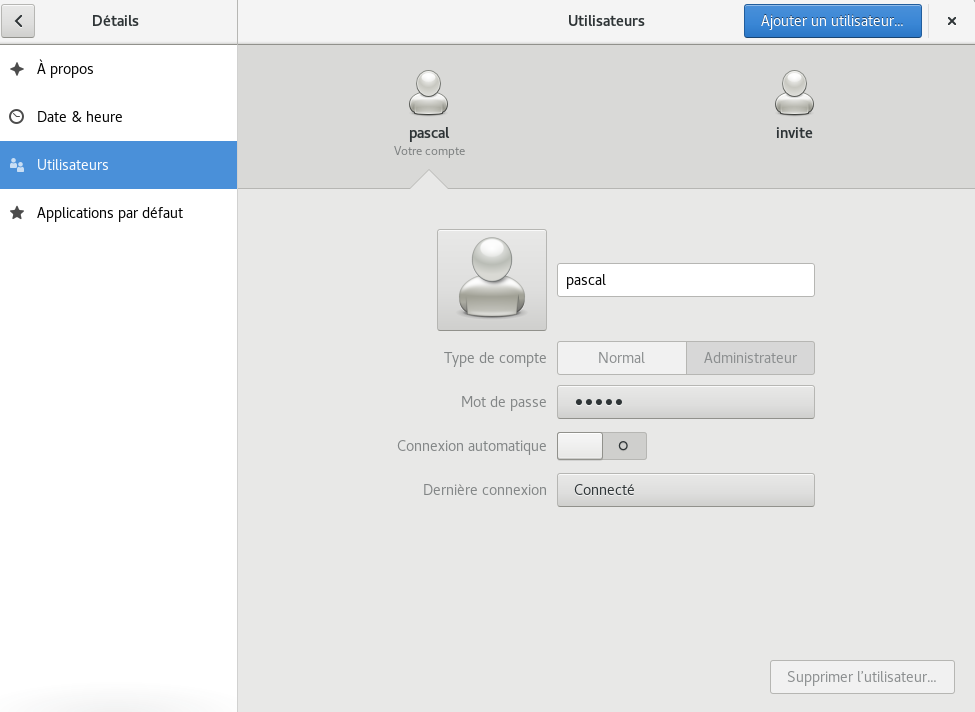 Détails
Utilisateurs
Ajouter un utilisateur...
À propos
Date & heure
Utilisateurs
Applications par défaut
pascal
Votre compte
invite
pascal
Type de compte
Normal
Administrateur
Mot de passe
●●●●●
Connexion automatique
Dernière connexion
Connecté
Supprimer l'utilisateur...